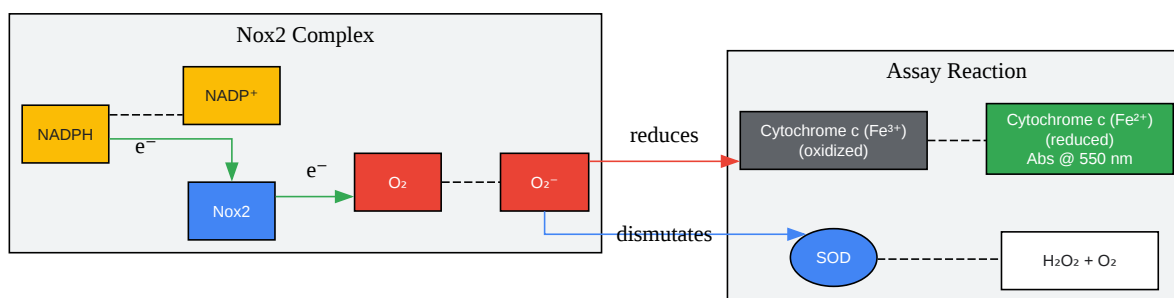 Nox2 Complex
NADP⁺
NADPH
e⁻
Nox2
e⁻
O₂
O₂⁻
reduces
dismutates
Assay Reaction
Cytochrome c (Fe³⁺)
(oxidized)
Cytochrome c (Fe²⁺)
(reduced)
Abs @ 550 nm
SOD
H₂O₂ + O₂